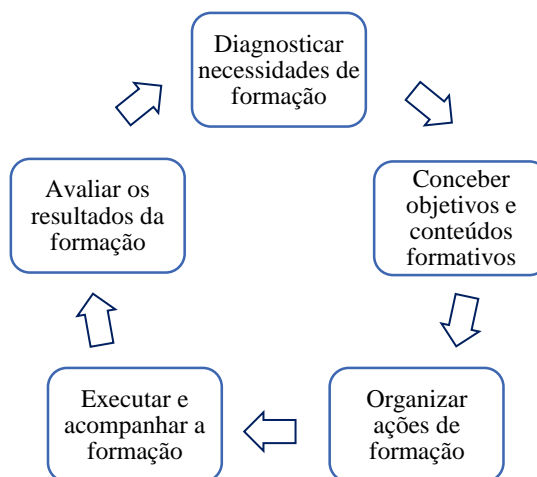 Diagnosticar
necessidades de
formação
Conceber
objetivos e
conteúdos
formativos
Organizar
ações de
formação
Executar e
acompanhar a
formação
Avaliar os
resultados da
formação